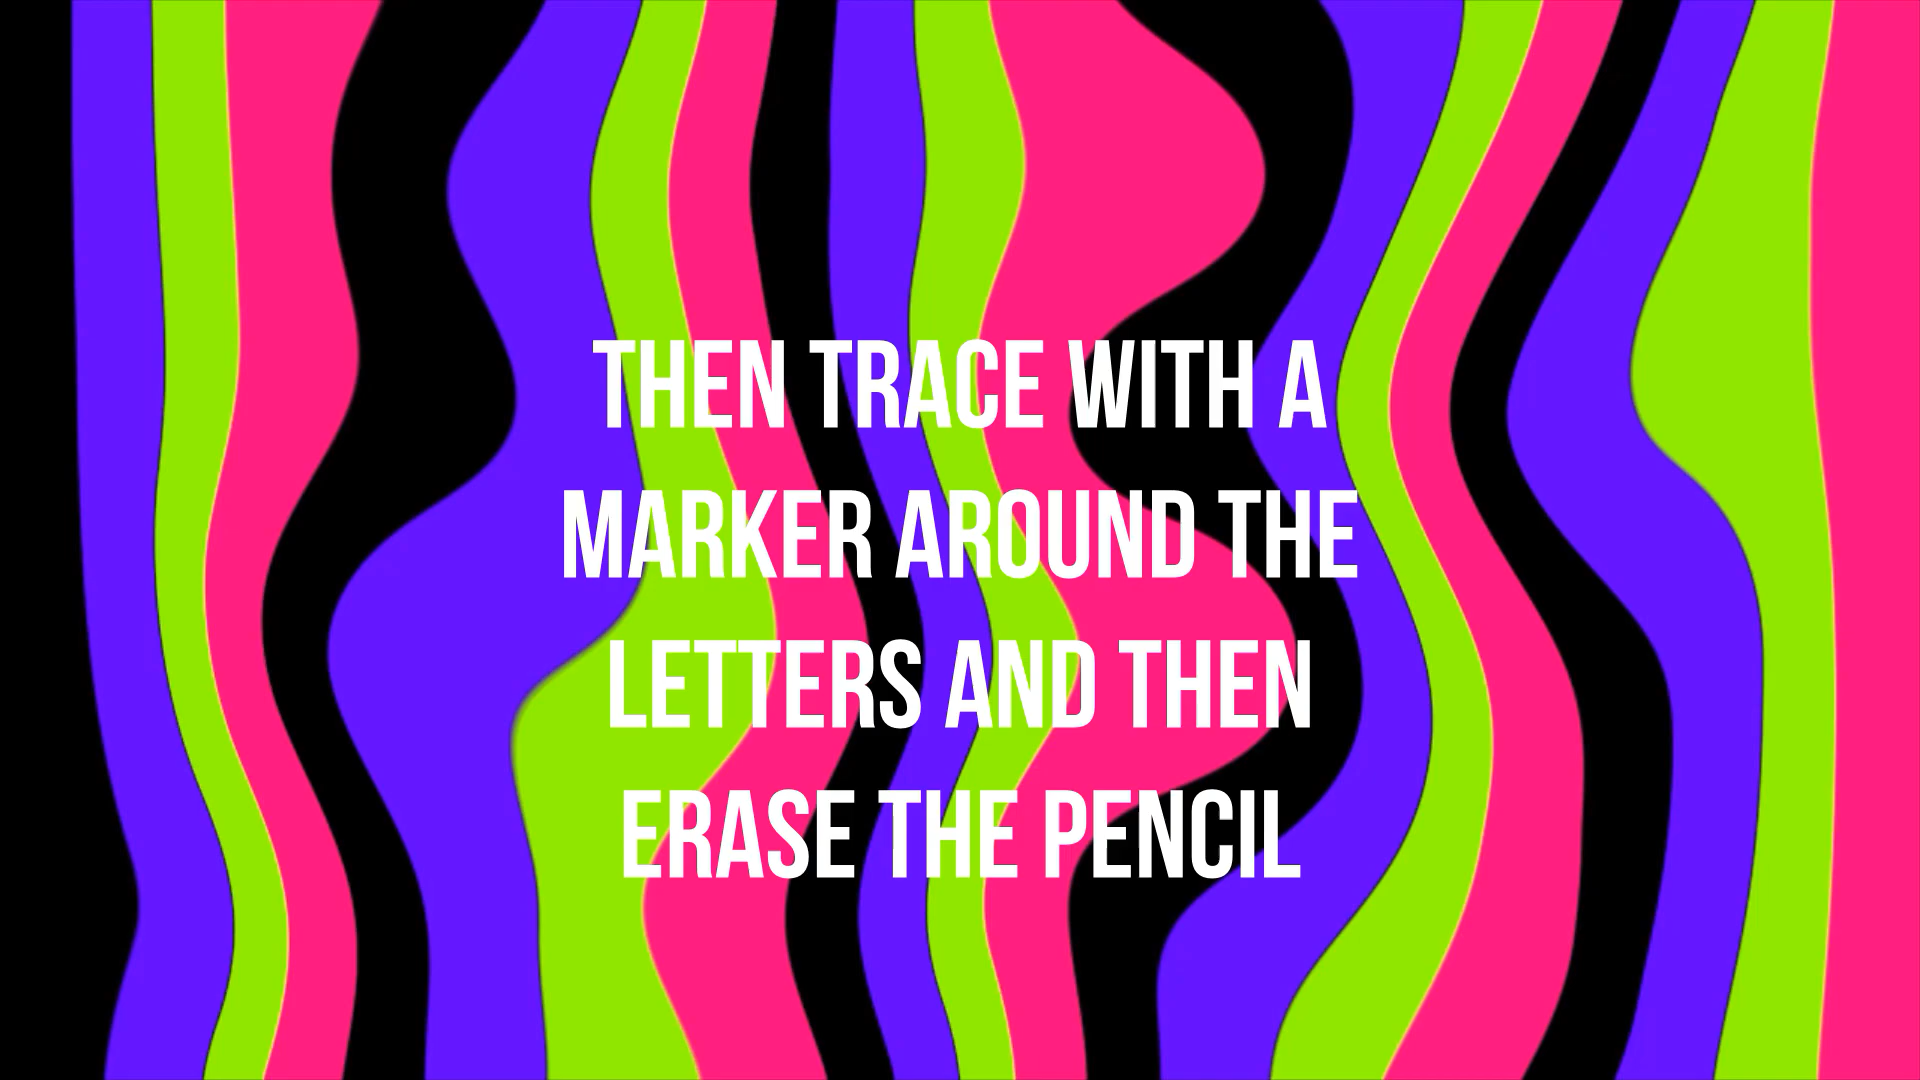 THEN TRACE WITH A
MARKER AROUND THE
LETTERS AND THEN
ERASE THE PENCIL